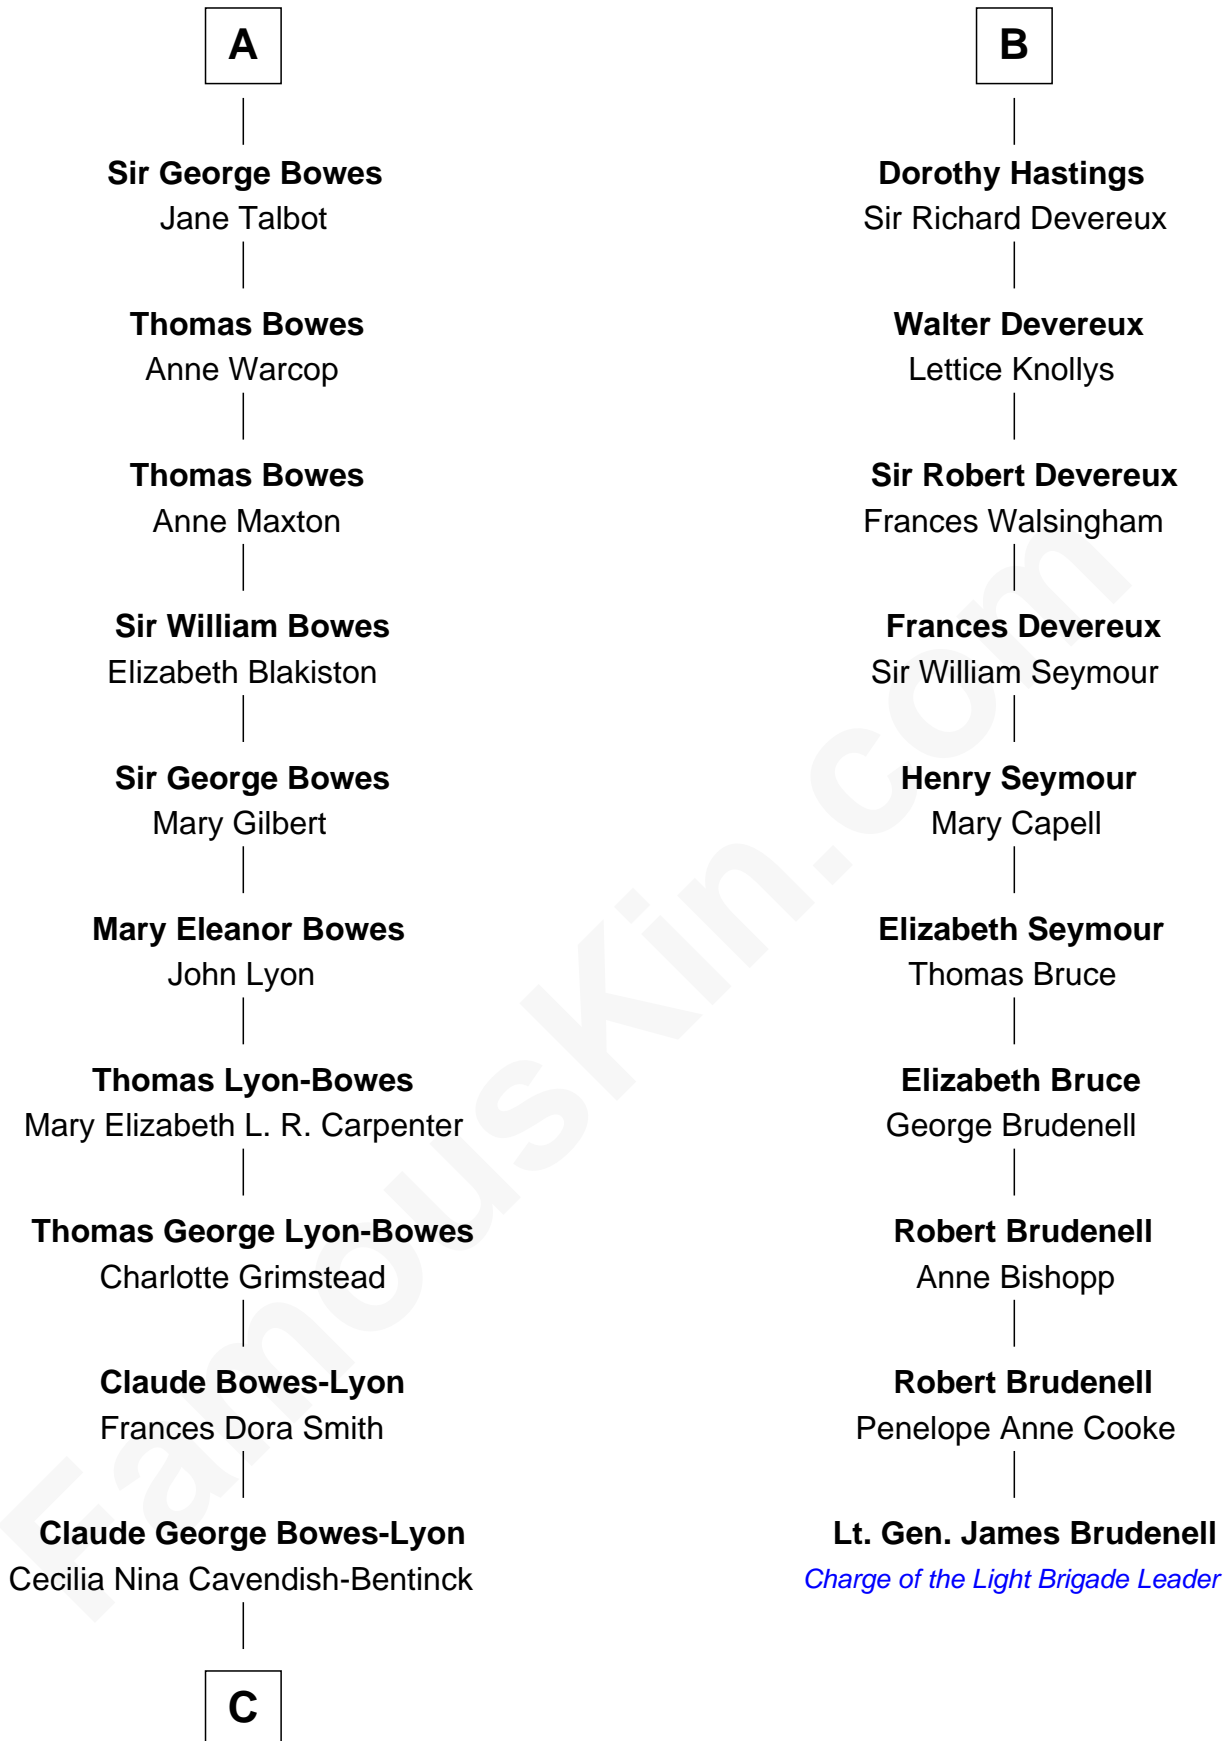 A
Sir George Bowes
Jane Talbot
Thomas Bowes
Anne Warcop
Thomas Bowes
Anne Maxton
Sir William Bowes
Elizabeth Blakiston
Sir George Bowes
Mary Gilbert
Mary Eleanor Bowes
John Lyon
Thomas Lyon-Bowes
Mary Elizabeth L. R. Carpenter
Thomas George Lyon-Bowes
Charlotte Grimstead
Claude Bowes-Lyon
Frances Dora Smith
Claude George Bowes-Lyon
Cecilia Nina Cavendish-Bentinck
C
B
Dorothy Hastings
Sir Richard Devereux
Walter Devereux
Lettice Knollys
Sir Robert Devereux
Frances Walsingham
Frances Devereux
Sir William Seymour
Henry Seymour
Mary Capell
Elizabeth Seymour
Thomas Bruce
Elizabeth Bruce
George Brudenell
Robert Brudenell
Anne Bishopp
Robert Brudenell
Penelope Anne Cooke
Lt. Gen. James Brudenell
Charge of the Light Brigade Leader
FamousKin.com